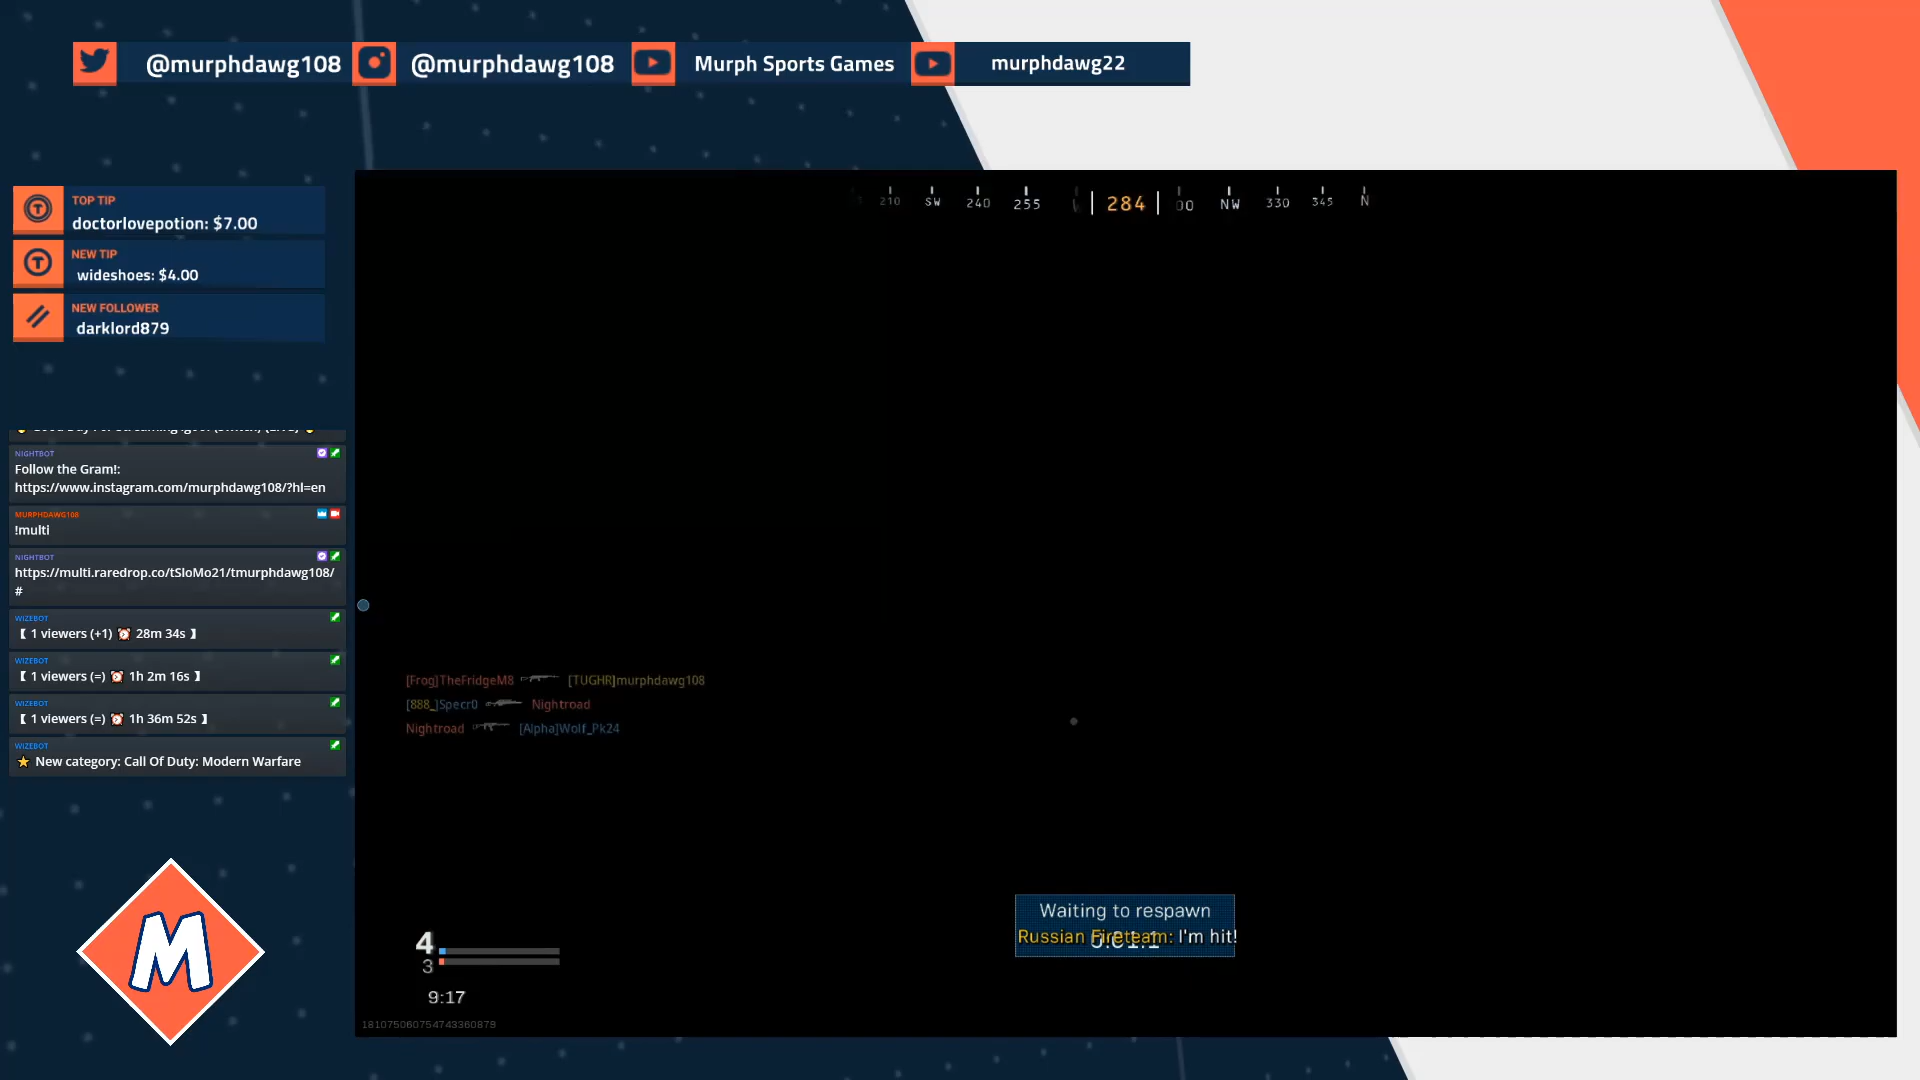 @murphdawg108 @murphdawg108 Murph Sports Games murphdawg22
TOP TIP
doctorlovepotion: $7.00
NEW TIP
wideshoes: $4.00
NEW FOLLOWER
darklord879
210 SW 240 255 W 284 00 NW 330 345 N
NIGHTBOT
Follow the Gram!:
https://www.instagram.com/murphdawg108/?hl=en
MURPHDAWG108
!multi
NIGHTBOT
https://multi.raredrop.co/tSloMo21/tmurphdawg108/
#
WIZEBOT
【 1 viewers (+1) ⏰ 28m 34s 】
WIZEBOT
【 1 viewers (=) ⏰ 1h 2m 16s 】
WIZEBOT
【 1 viewers (=) ⏰ 1h 36m 52s 】
WIZEBOT
⭐ New category: Call Of Duty: Modern Warfare
[Frog]TheFridgeM8 [TUGHR]murphdawg108
[888_]Specr0 Nightroad
Nightroad [Alpha]Wolf_Pk24
M
4
3
9:17
Waiting to respawn
Russian Fireteam: I'm hit!
181075060754743360879